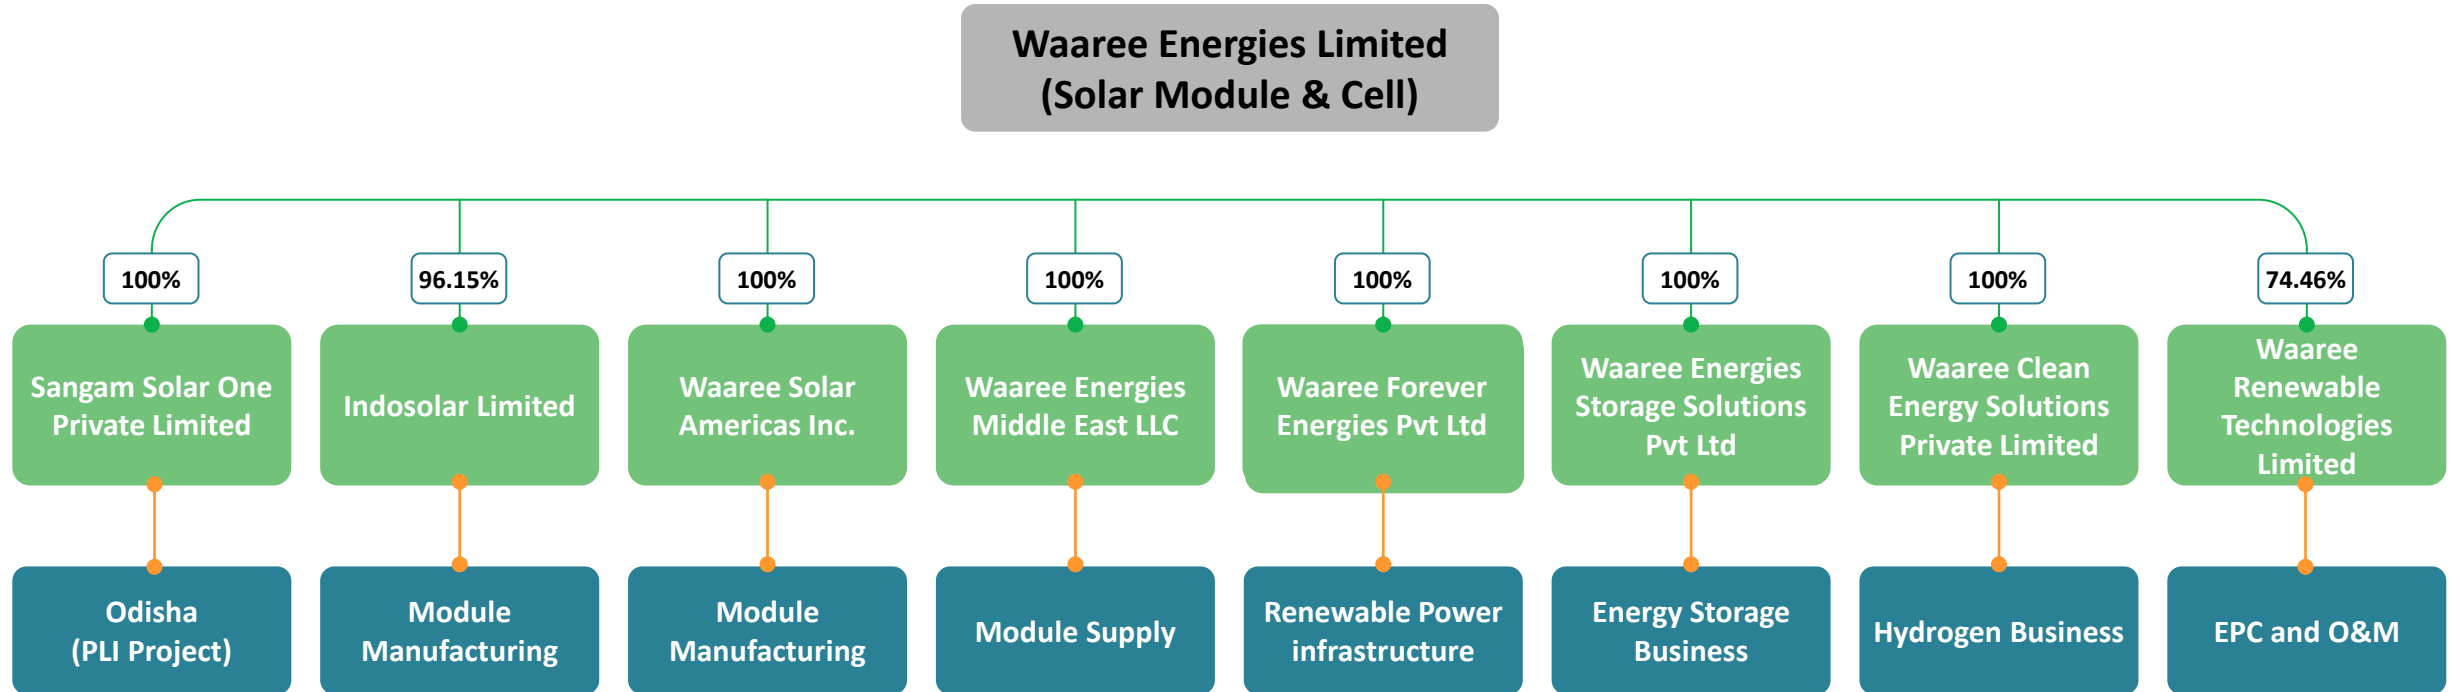 Waaree Energies Limited
(Solar Module & Cell)
100%
96.15%
100%
100%
100%
100%
100%
74.46%
Sangam Solar One
Private Limited
Indosolar Limited
Waaree Solar
Americas Inc.
Waaree Energies
Middle East LLC
Waaree Forever
Energies Pvt Ltd
Waaree Energies
Storage Solutions
Pvt Ltd
Waaree Clean
Energy Solutions
Private Limited
Waaree
Renewable
Technologies
Limited
Odisha
(PLI Project)
Module
Manufacturing
Module
Manufacturing
Module Supply
Renewable Power
infrastructure
Energy Storage
Business
Hydrogen Business
EPC and O&M